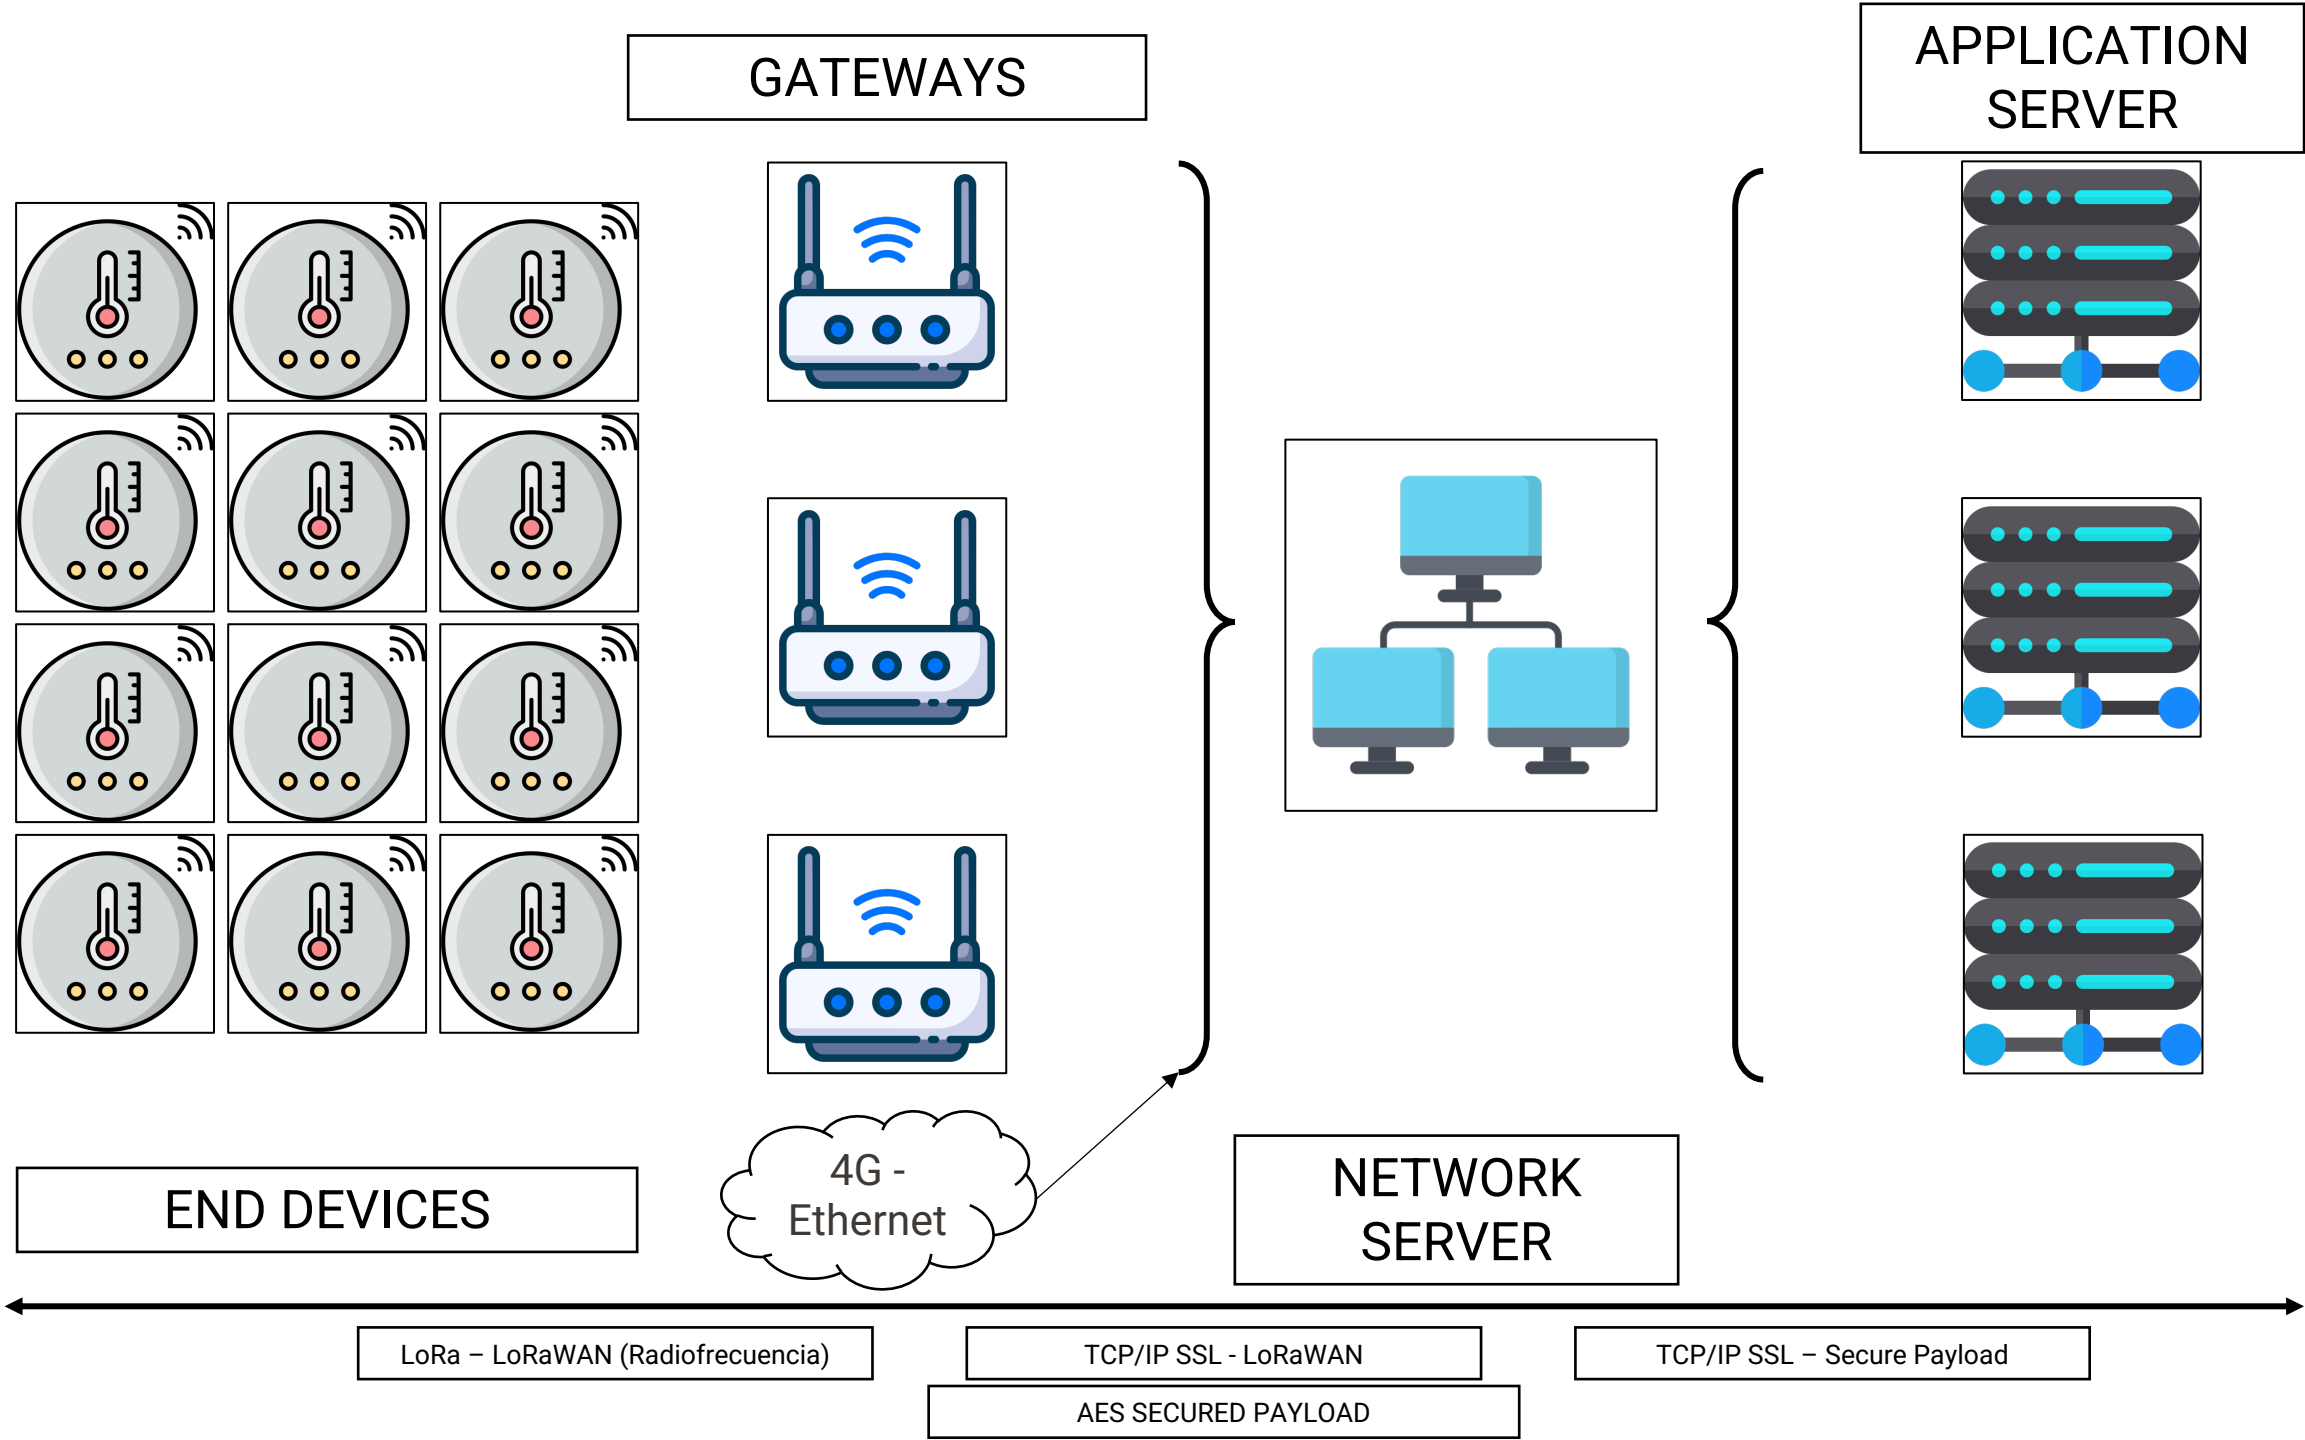 GATEWAYS
APPLICATION
SERVER
4G -
Ethernet
END DEVICES
NETWORK
SERVER
LoRa – LoRaWAN (Radiofrecuencia)
TCP/IP SSL - LoRaWAN
TCP/IP SSL – Secure Payload
AES SECURED PAYLOAD